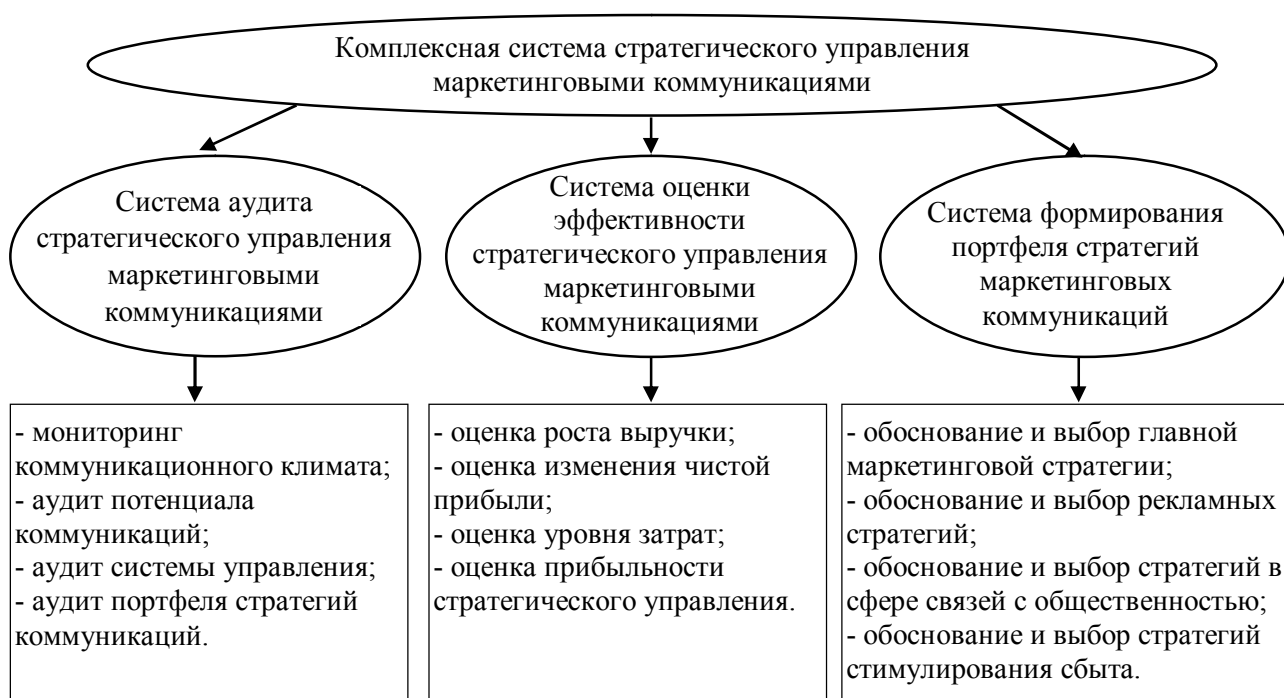 Комплексная система стратегического управления
маркетинговыми коммуникациями
Система аудита
стратегического управления
маркетинговыми
коммуникациями
Система оценки
эффективности
стратегического управления
маркетинговыми
коммуникациями
Система формирования
портфеля стратегий
маркетинговых
коммуникаций
- мониторинг
коммуникационного климата;
- аудит потенциала
коммуникаций;
- аудит системы управления;
- аудит портфеля стратегий
коммуникаций.
- оценка роста выручки;
- оценка изменения чистой
прибыли;
- оценка уровня затрат;
- оценка прибыльности
стратегического управления.
- обоснование и выбор главной
маркетинговой стратегии;
- обоснование и выбор рекламных
стратегий;
- обоснование и выбор стратегий в
сфере связей с общественностью;
- обоснование и выбор стратегий
стимулирования сбыта.